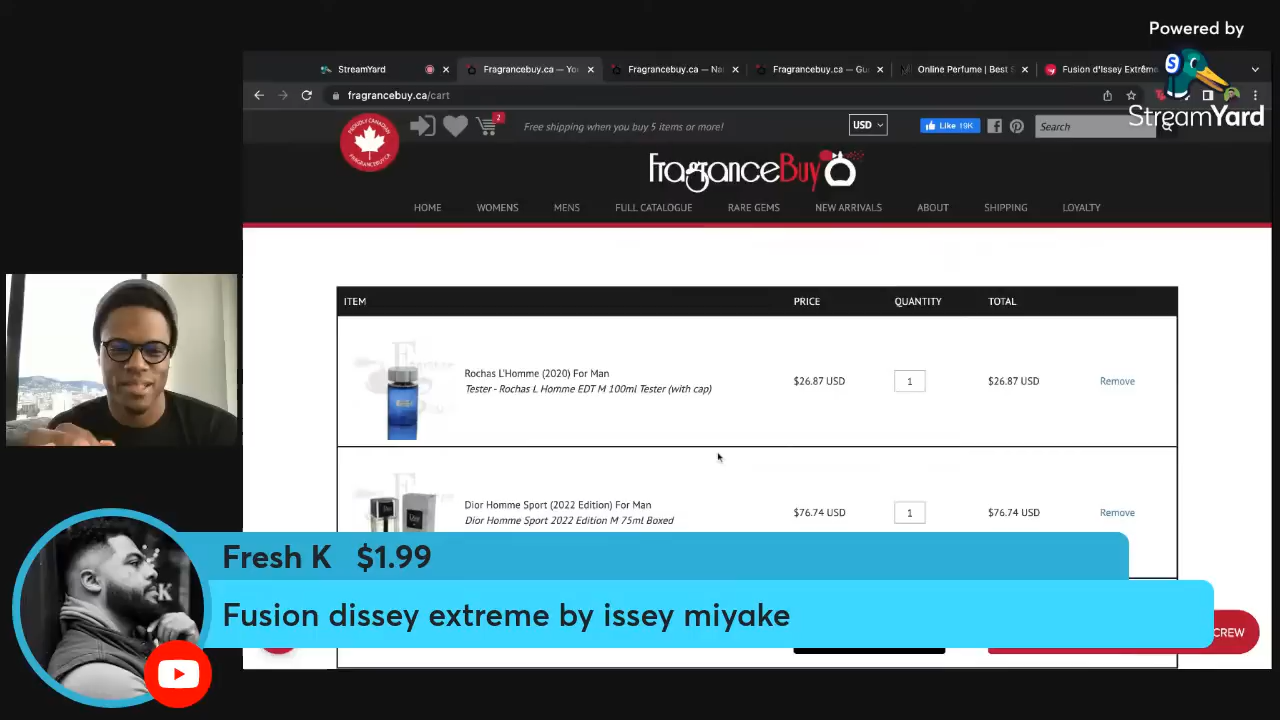 Powered by
StreamYard
StreamYard
Fragrancebuy.ca — Yo
Fragrancebuy.ca — Na
Fragrancebuy.ca — Gu
Online Perfume | Best S
Fusion d'Issey Extrême
fragrancebuy.ca/cart
2
Free shipping when you buy 5 items or more!
USD
Like 19K
Search
FragranceBuy
HOME
WOMENS
MENS
FULL CATALOGUE
RARE GEMS
NEW ARRIVALS
ABOUT
SHIPPING
LOYALTY
ITEM
PRICE
QUANTITY
TOTAL
Rochas L'Homme (2020) For Man
Tester - Rochas L Homme EDT M 100ml Tester (with cap)
$26.87 USD
1
$26.87 USD
Remove
Dior Homme Sport (2022 Edition) For Man
Dior Homme Sport 2022 Edition M 75ml Boxed
$76.74 USD
1
$76.74 USD
Remove
Fresh K $1.99
Fusion dissey extreme by issey miyake
CREW